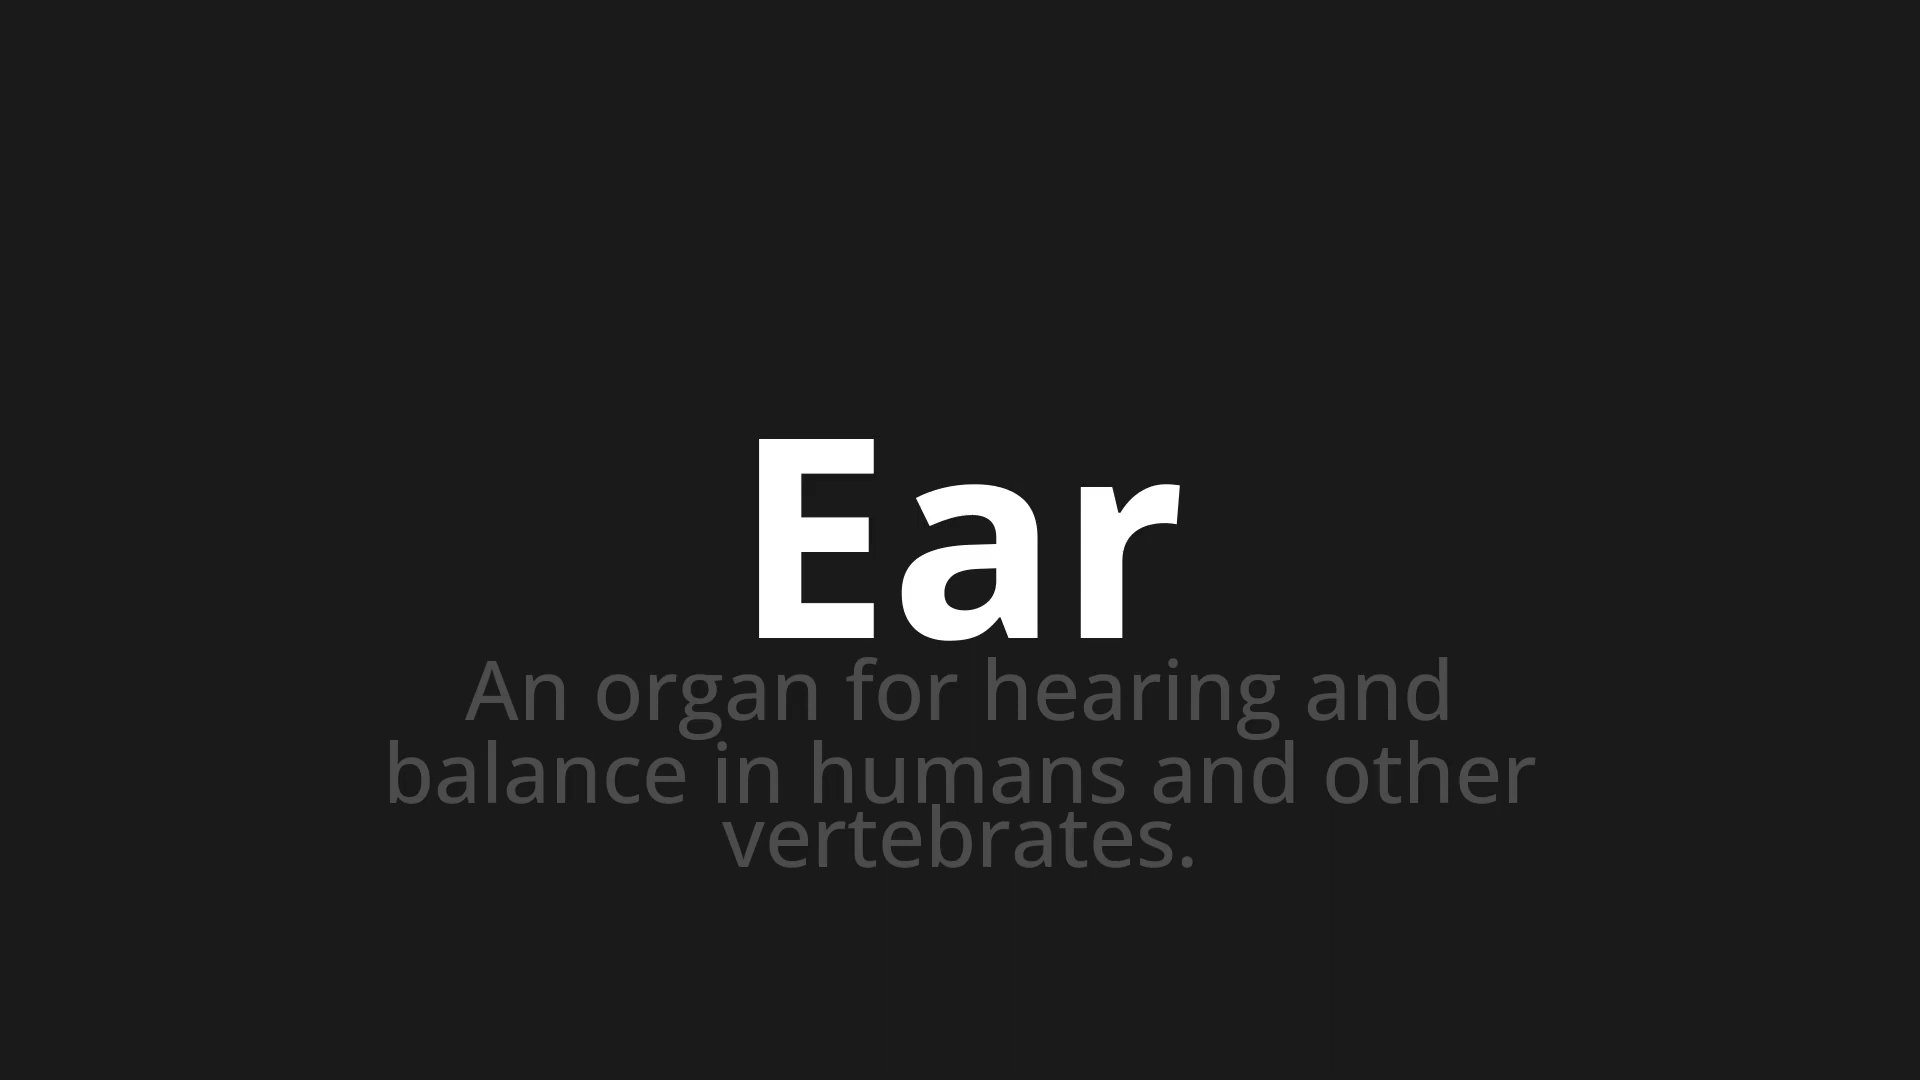 Ear
An organ for hearing and
balance in humans and other
vertebrates.